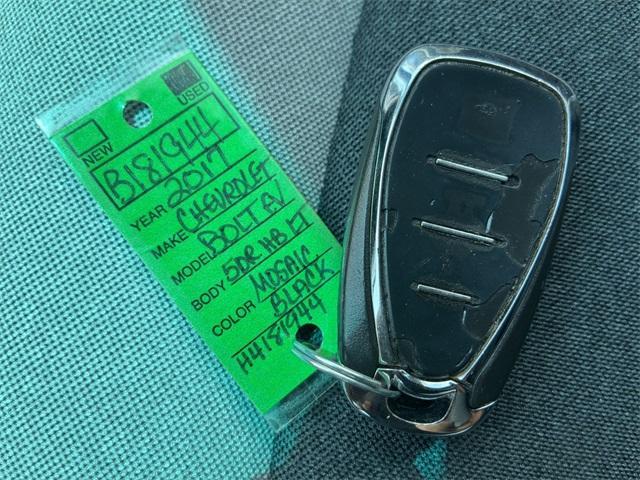 NEW USED
B181944
YEAR 2017
MAKE CHEVROLET
MODEL BOLT EV
BODY 5DR HB LT
COLOR MOSAIC
BLACK
H4181944